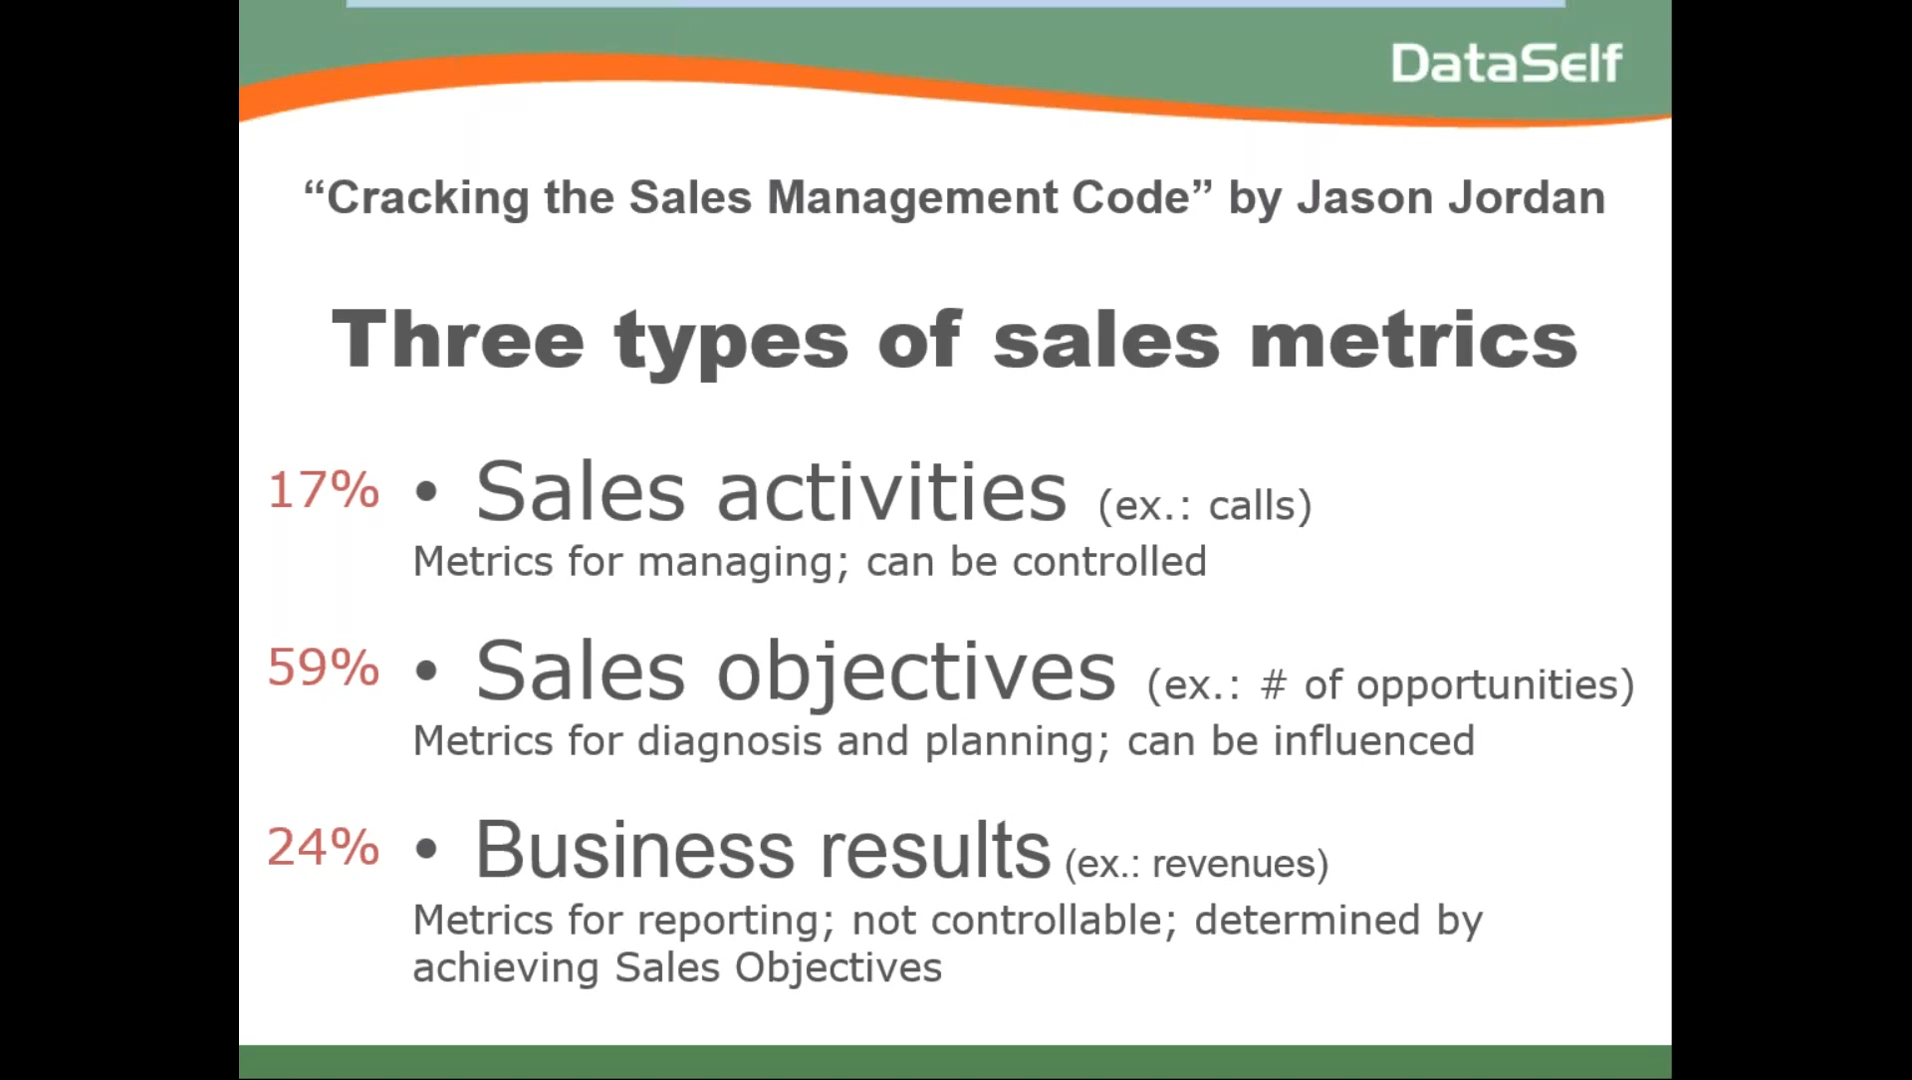 DataSelf
“Cracking the Sales Management Code” by Jason Jordan
Three types of sales metrics
17% • Sales activities (ex.: calls)
Metrics for managing; can be controlled
59% • Sales objectives (ex.: # of opportunities)
Metrics for diagnosis and planning; can be influenced
24% • Business results (ex.: revenues)
Metrics for reporting; not controllable; determined by
achieving Sales Objectives